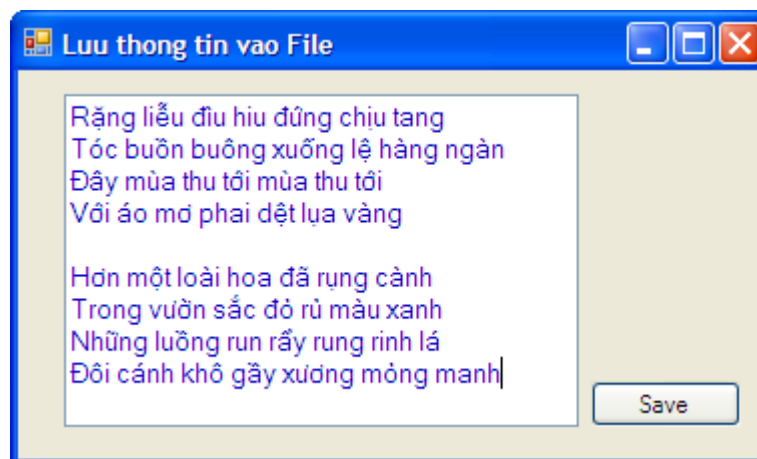 Luu thong tin vao File
Rặng liễu đìu hiu đứng chịu tang
Tóc buồn buông xuống lệ hàng ngàn
Đây mùa thu tới mùa thu tới
Với áo mơ phai dệt lụa vàng
Hơn một loài hoa đã rụng cành
Trong vườn sắc đỏ rủ màu xanh
Những luồng run rẩy rung rinh lá
Đôi cánh khô gầy xương mỏng manh
Save